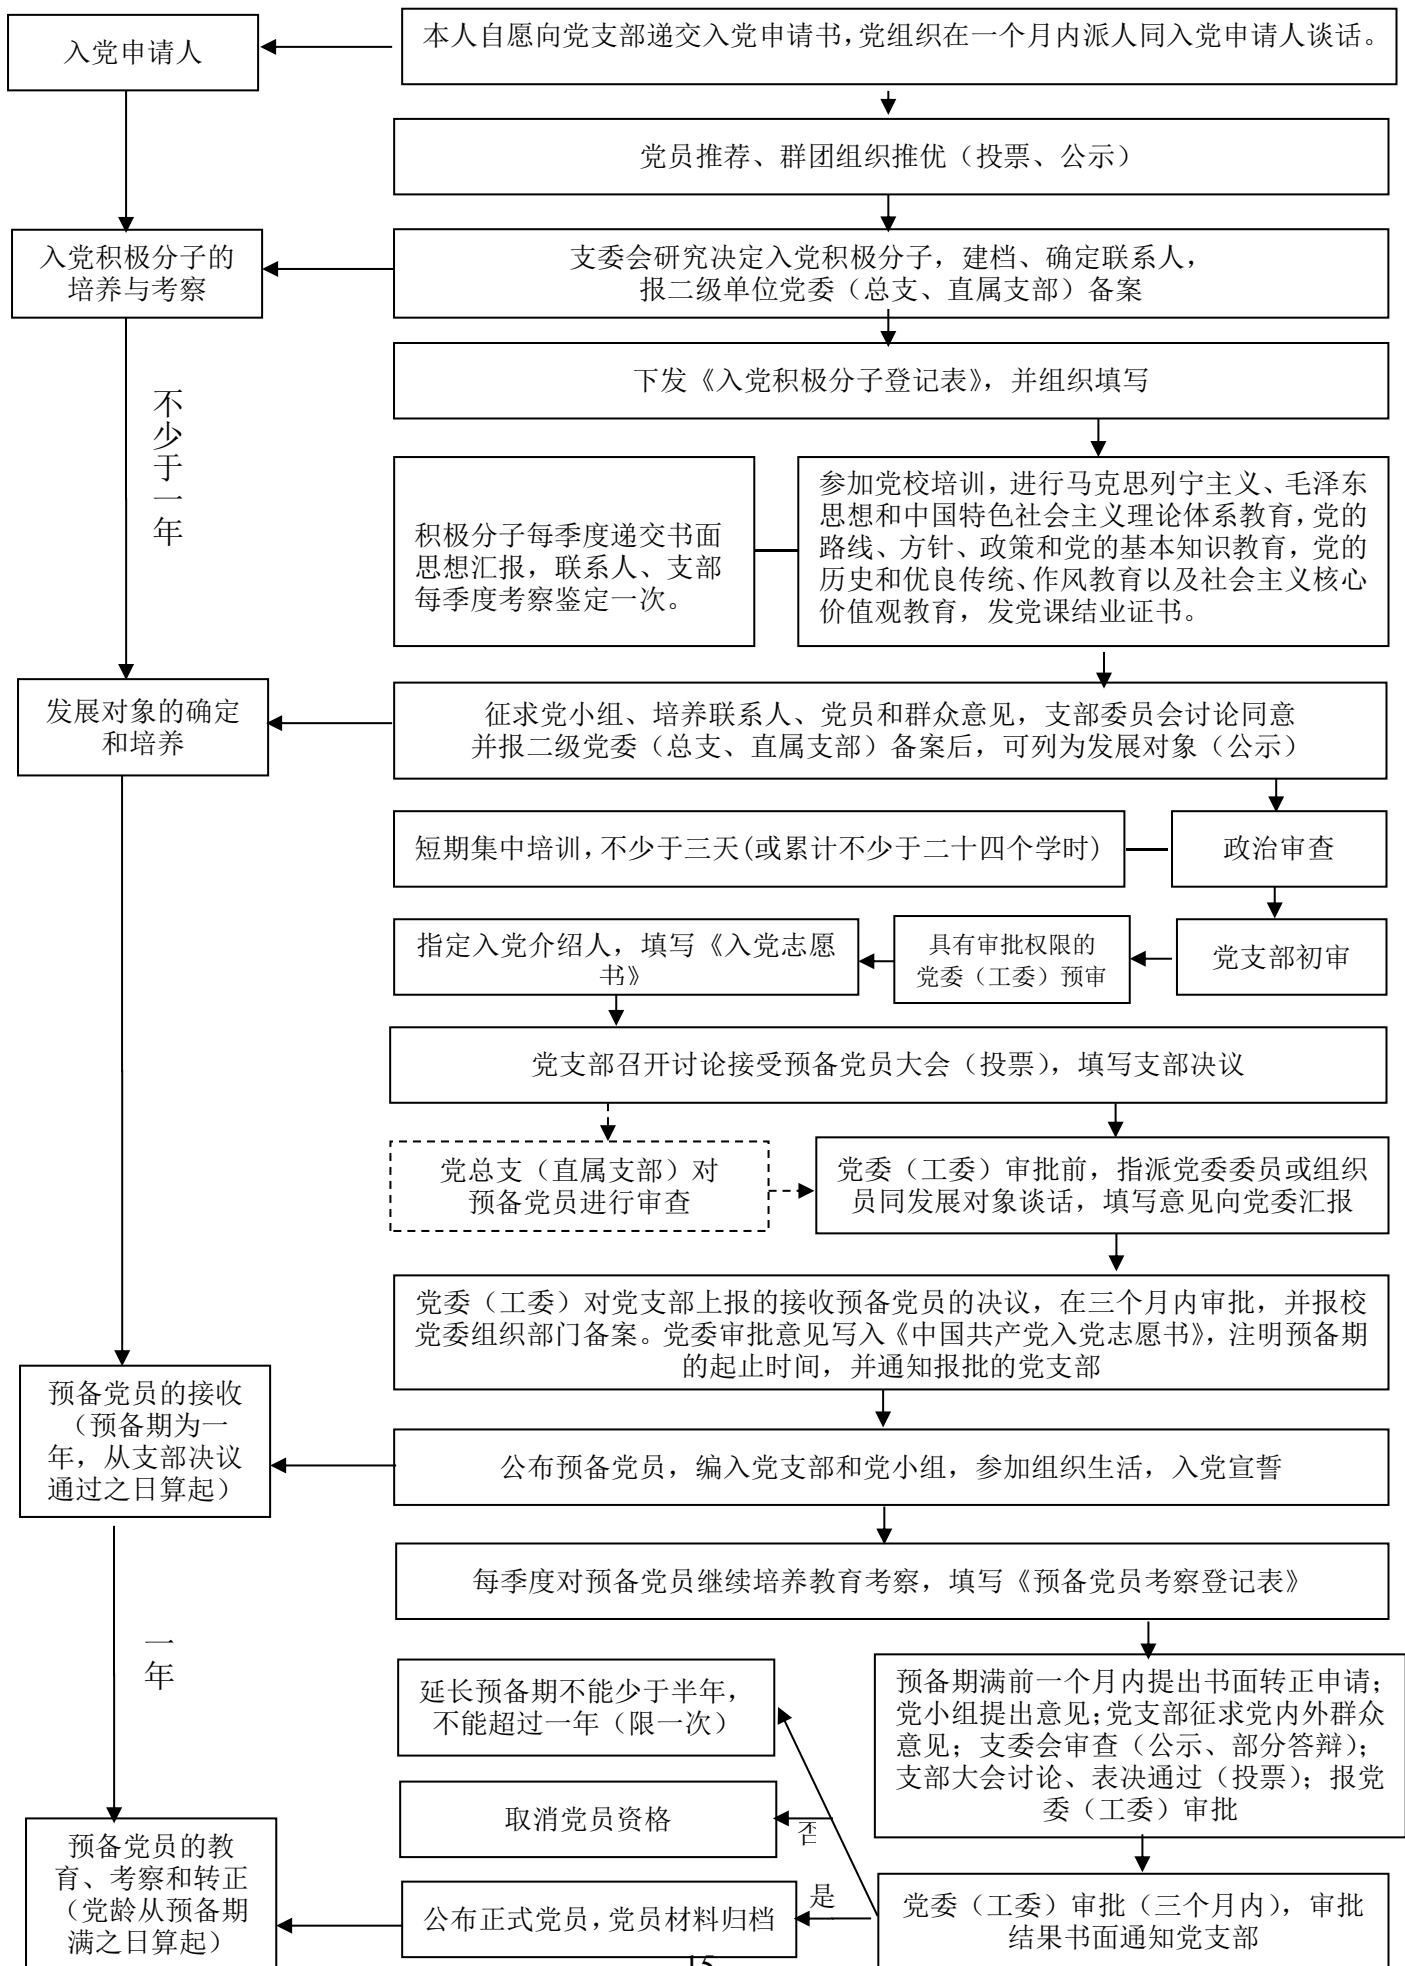 入党申请人
本人自愿向党支部递交入党申请书，党组织在一个月内派人同入党申请人谈话。
党员推荐、群团组织推优（投票、公示）
入党积极分子的
培养与考察
支委会研究决定入党积极分子，建档、确定联系人，
报二级单位党委（总支、直属支部）备案
下发《入党积极分子登记表》，并组织填写
不少于一年
积极分子每季度递交书面
思想汇报，联系人、支部
每季度考察鉴定一次。
参加党校培训，进行马克思列宁主义、毛泽东
思想和中国特色社会主义理论体系教育，党的
路线、方针、政策和党的基本知识教育，党的
历史和优良传统、作风教育以及社会主义核心
价值观教育，发党课结业证书。
发展对象的确定
和培养
征求党小组、培养联系人、党员和群众意见，支部委员会讨论同意
并报二级党委（总支、直属支部）备案后，可列为发展对象（公示）
短期集中培训，不少于三天(或累计不少于二十四个学时)
政治审查
指定入党介绍人，填写《入党志愿
书》
具有审批权限的
党委（工委）预审
党支部初审
党支部召开讨论接受预备党员大会（投票），填写支部决议
党总支（直属支部）对
预备党员进行审查
党委（工委）审批前，指派党委委员或组织
员同发展对象谈话，填写意见向党委汇报
党委（工委）对党支部上报的接收预备党员的决议，在三个月内审批，并报校
党委组织部门备案。党委审批意见写入《中国共产党入党志愿书》，注明预备期
的起止时间，并通知报批的党支部
预备党员的接收
（预备期为一
年，从支部决议
通过之日算起）
公布预备党员，编入党支部和党小组，参加组织生活，入党宣誓
每季度对预备党员继续培养教育考察，填写《预备党员考察登记表》
一年
延长预备期不能少于半年，
不能超过一年（限一次）
预备期满前一个月内提出书面转正申请；
党小组提出意见；党支部征求党内外群众
意见；支委会审查（公示、部分答辩）；
支部大会讨论、表决通过（投票）；报党
委（工委）审批
取消党员资格
否
预备党员的教
育、考察和转正
（党龄从预备期
满之日算起）
公布正式党员，党员材料归档
是
党委（工委）审批（三个月内），审批
结果书面通知党支部
15